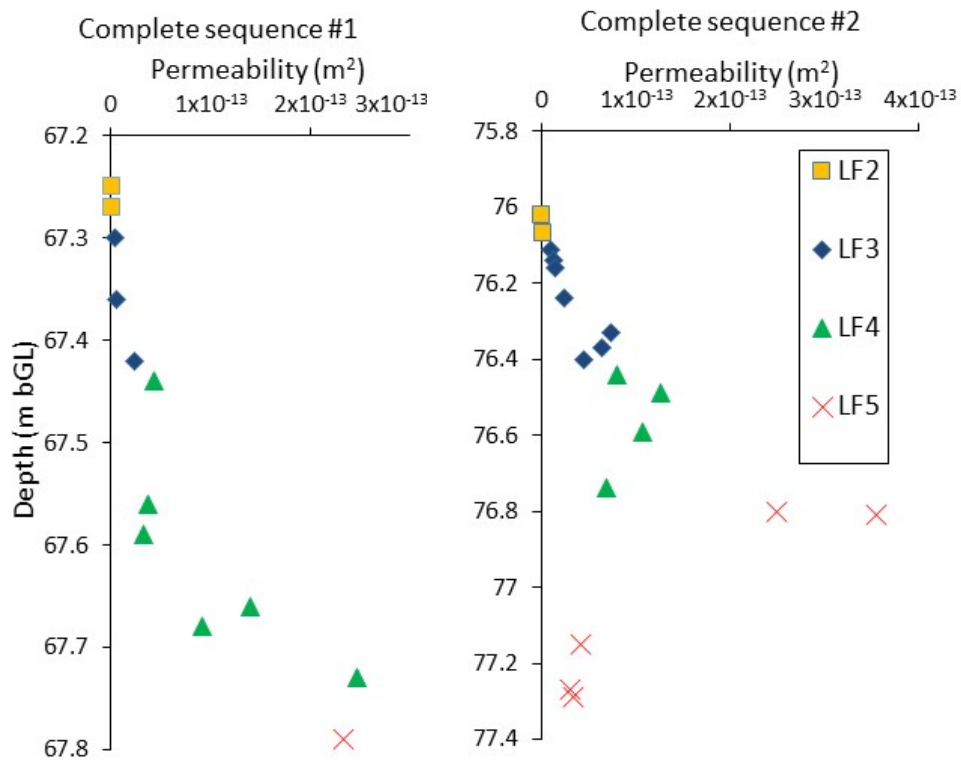 Complete sequence #1
Permeability (m²)
0 1x10⁻¹³ 2x10⁻¹³ 3x10⁻¹³
67.2
67.3
67.4
67.5
67.6
67.7
67.8
Depth (m bGL)
Complete sequence #2
Permeability (m²)
0 1x10⁻¹³ 3x10⁻¹³ 4x10⁻¹³
75.8
76
76.2
76.4
76.6
76.8
77
77.2
77.4
LF2
LF3
LF4
LF5